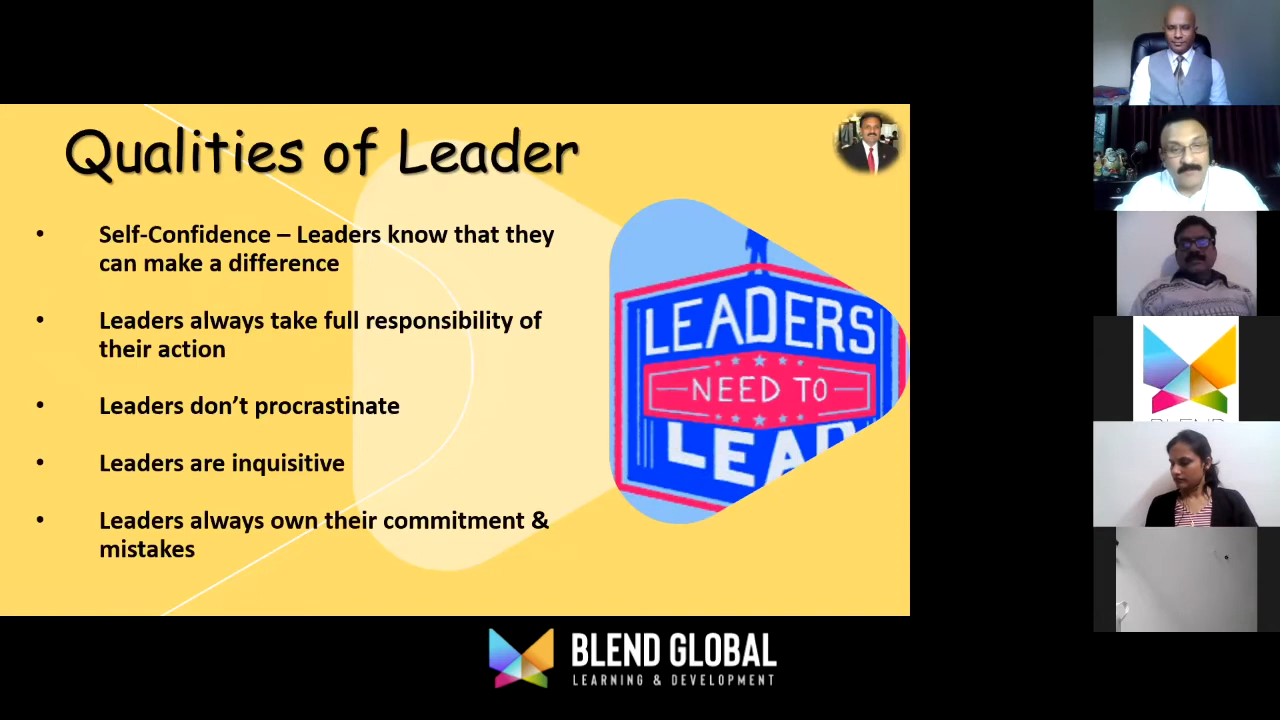 Qualities of Leader
• Self-Confidence – Leaders know that they
can make a difference
• Leaders always take full responsibility of
their action
• Leaders don’t procrastinate
• Leaders are inquisitive
• Leaders always own their commitment &
mistakes
LEADERS
NEED TO
LEAD
BLEND
BLEND GLOBAL
LEARNING & DEVELOPMENT